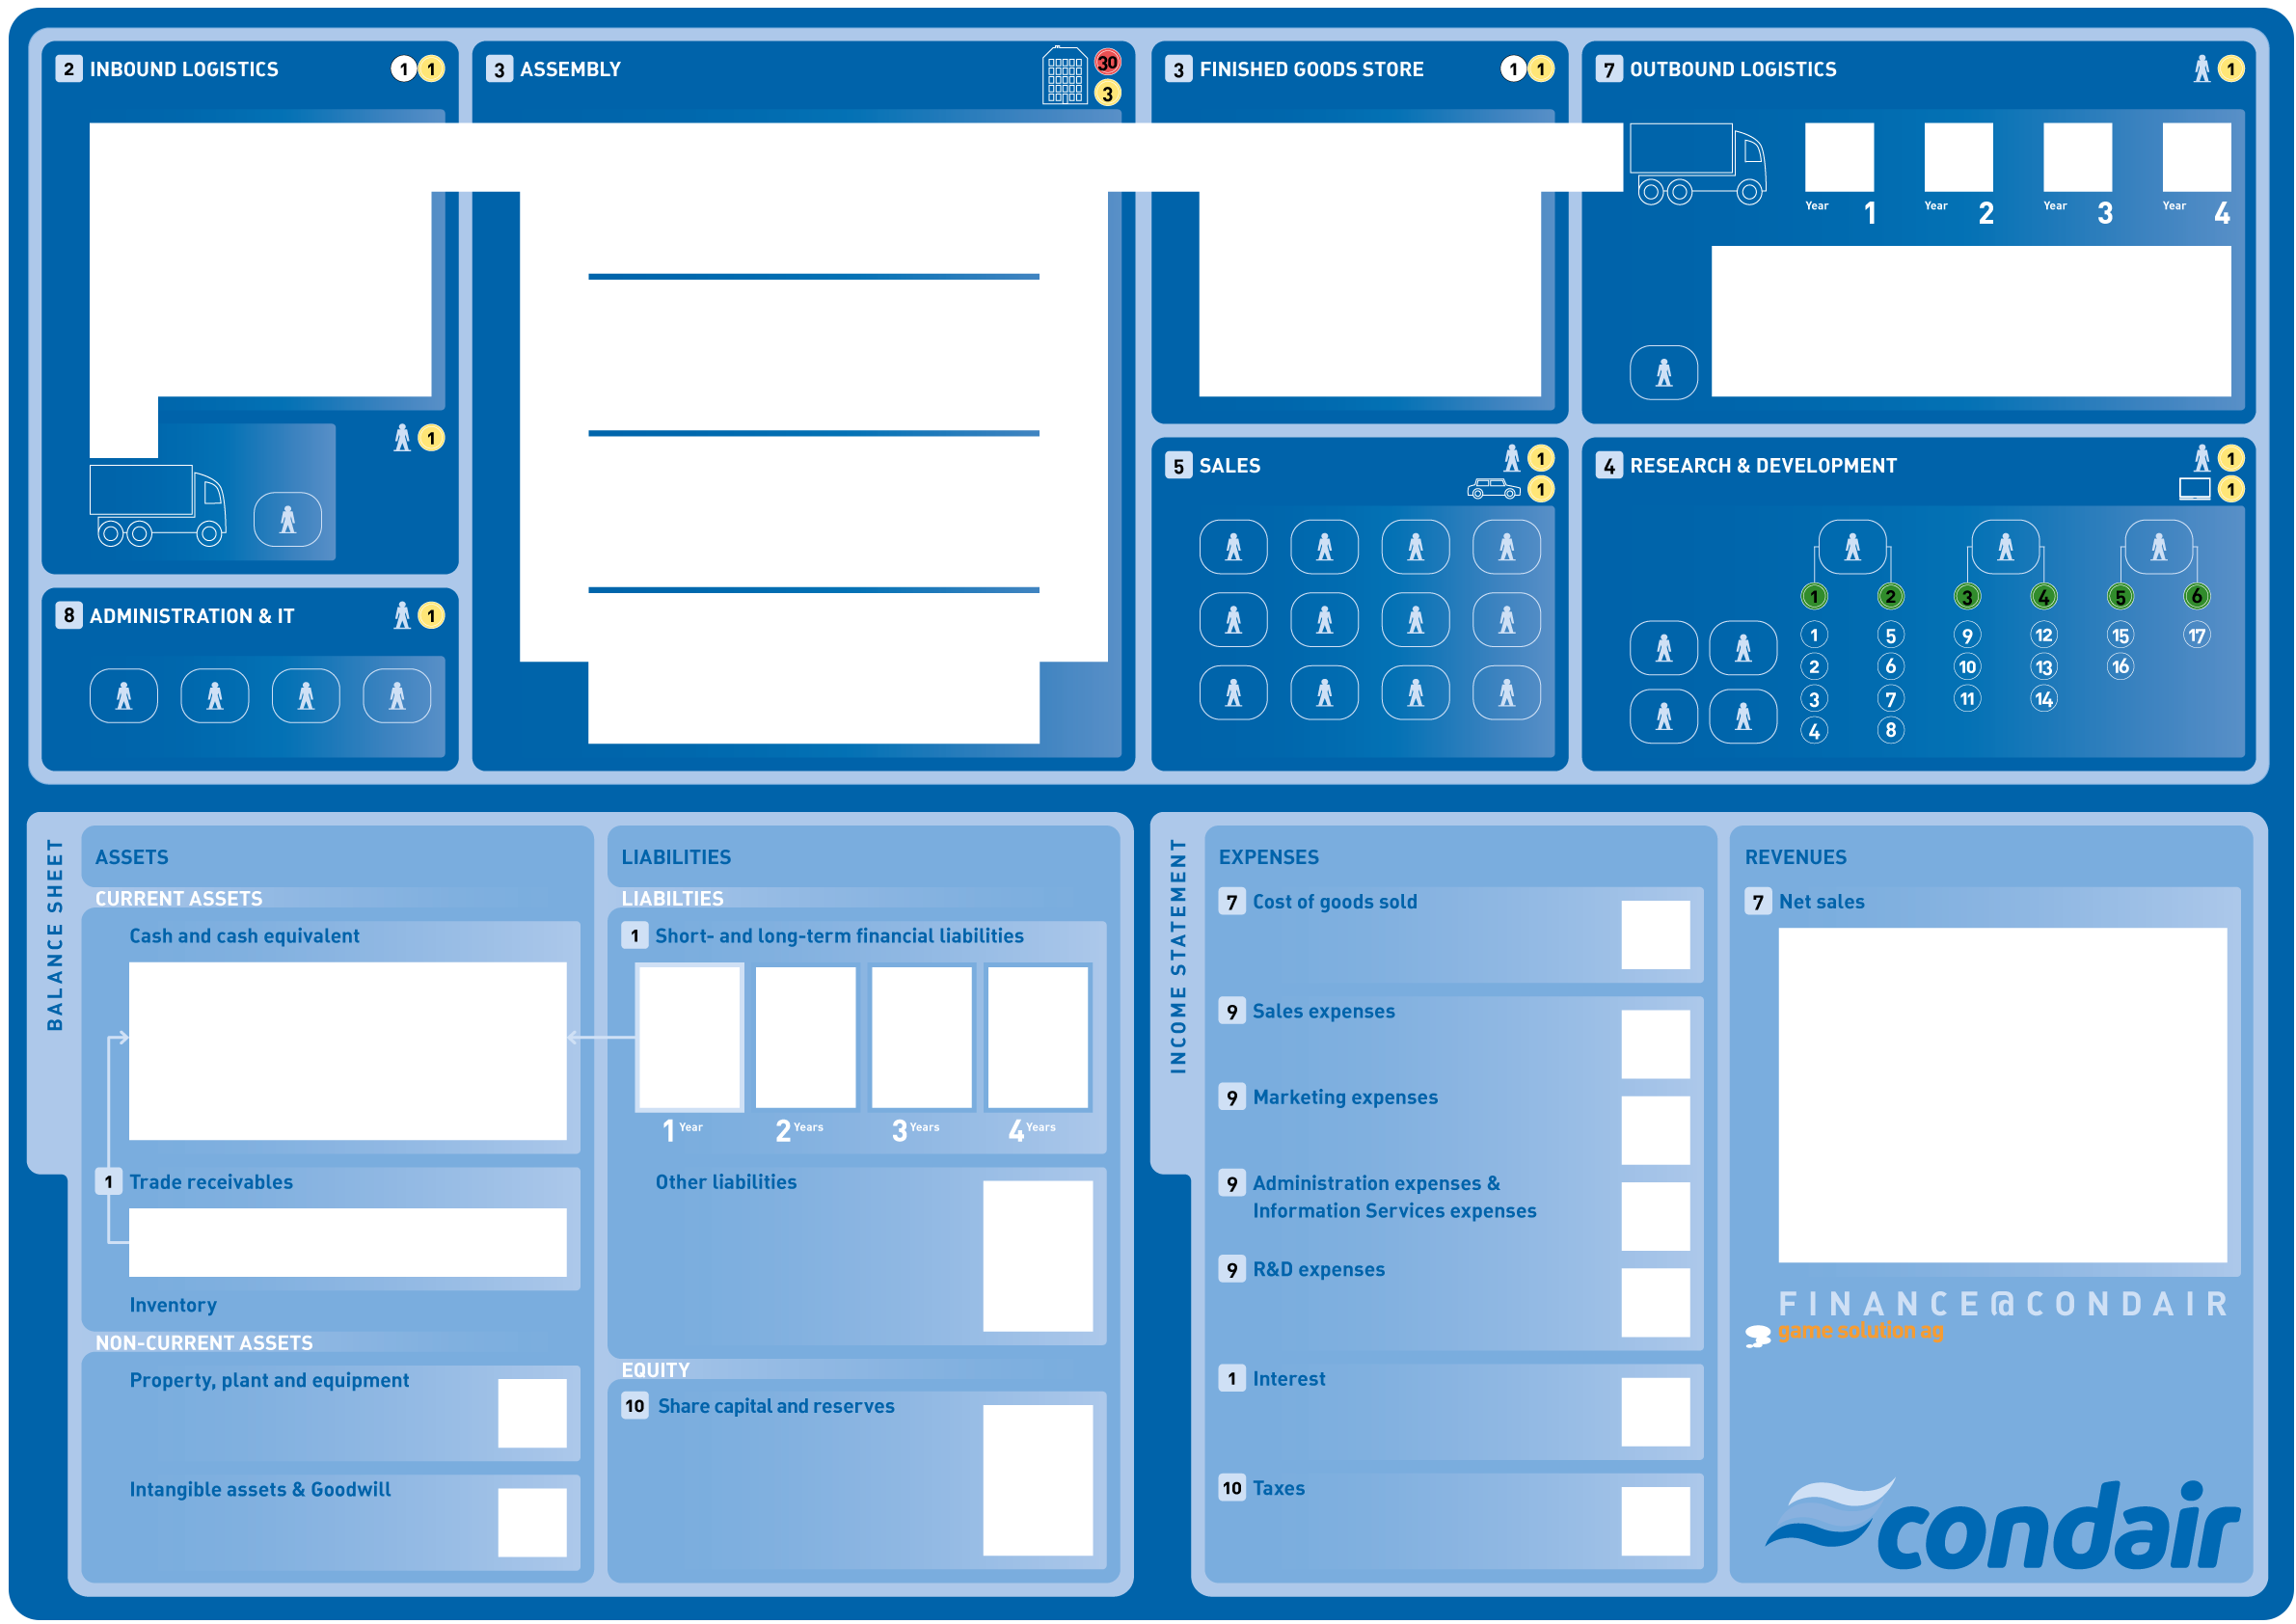 2 INBOUND LOGISTICS 1 1
1
3 ASSEMBLY 30
3
3 FINISHED GOODS STORE 1 1
7 OUTBOUND LOGISTICS 1
Year 1 Year 2 Year 3 Year 4
8 ADMINISTRATION & IT 1
5 SALES 1
1
4 RESEARCH & DEVELOPMENT 1
1
1 2 3 4 5 6
1 5 9 12 15 17
2 6 10 13 16
3 7 11 14
4 8
BALANCE SHEET
ASSETS
CURRENT ASSETS
Cash and cash equivalent
1 Trade receivables
Inventory
NON-CURRENT ASSETS
Property, plant and equipment
Intangible assets & Goodwill
LIABILITIES
LIABILTIES
1 Short- and long-term financial liabilities
1 Year 2 Years 3 Years 4 Years
Other liabilities
EQUITY
10 Share capital and reserves
INCOME STATEMENT
EXPENSES
7 Cost of goods sold
9 Sales expenses
9 Marketing expenses
9 Administration expenses &
Information Services expenses
9 R&D expenses
1 Interest
10 Taxes
REVENUES
7 Net sales
FINANCE@CONDAIR
game solution ag
condair